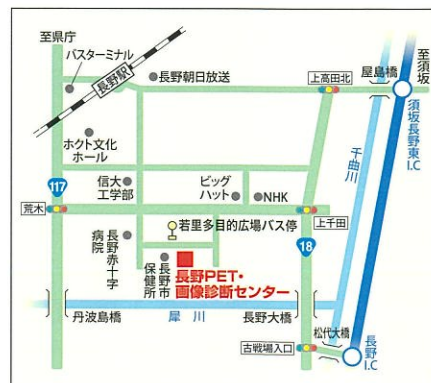 至県庁
バスターミナル
長野駅
長野朝日放送
上高田北
屋島橋
至須坂
須坂長野東I.C
千曲川
ホクト文化
ホール
信大
工学部
ビッグ
ハット
NHK
117
荒木
若里多目的広場バス停
上千田
18
長野赤十字
病院
長野市
保健所
長野PET・
画像診断センター
丹波島橋
犀川
長野大橋
松代大橋
古戦場入口
長野I.C